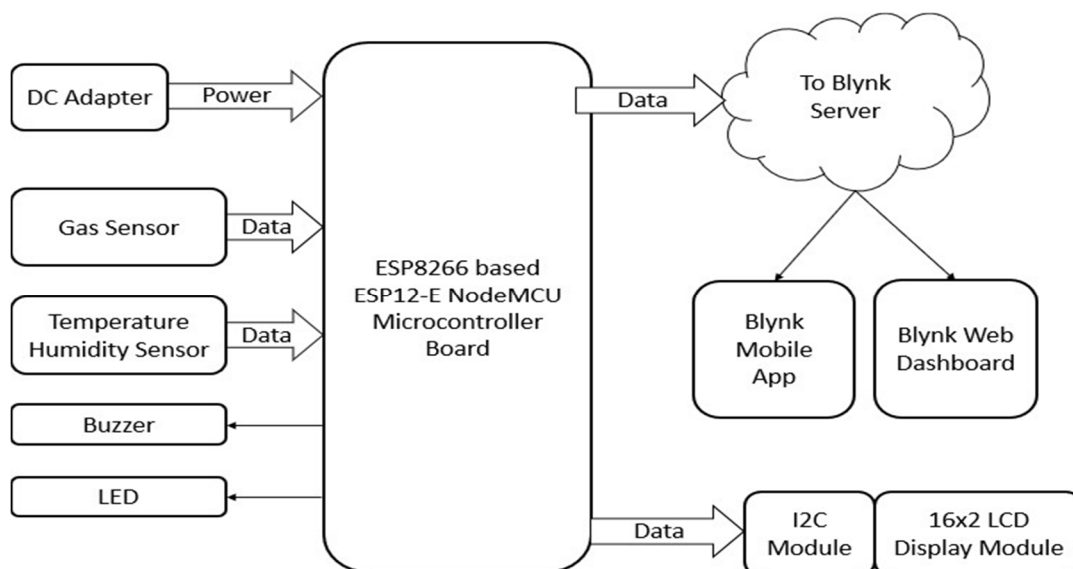 DC Adapter
Power
Gas Sensor
Data
Temperature
Humidity Sensor
Data
Buzzer
LED
ESP8266 based
ESP12-E NodeMCU
Microcontroller
Board
Data
To Blynk
Server
Blynk
Mobile
App
Blynk Web
Dashboard
Data
I2C
Module
16x2 LCD
Display Module